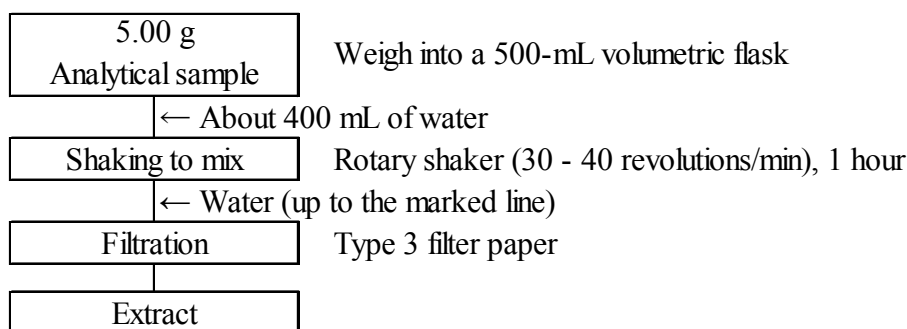 5.00 g
Analytical sample
Weigh into a 500-mL volumetric flask
← About 400 mL of water
Shaking to mix
Rotary shaker (30 - 40 revolutions/min), 1 hour
← Water (up to the marked line)
Filtration
Type 3 filter paper
Extract